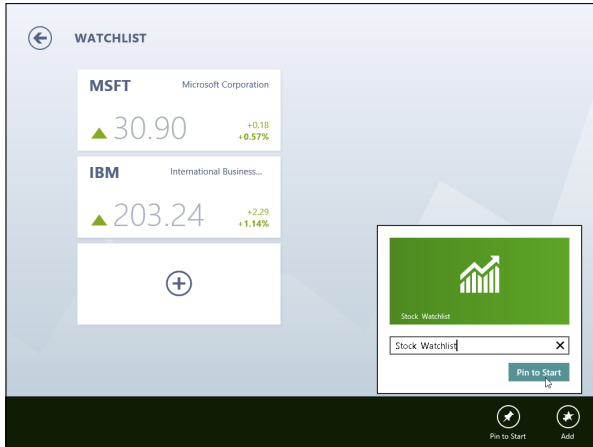 WATCHLIST
MSFT Microsoft Corporation
30.90 +0.18
+0.57%
IBM International Business...
203.24 +2.29
+1.14%
Stock Watchlist
Stock Watchlist
Pin to Start
Pin to Start Add